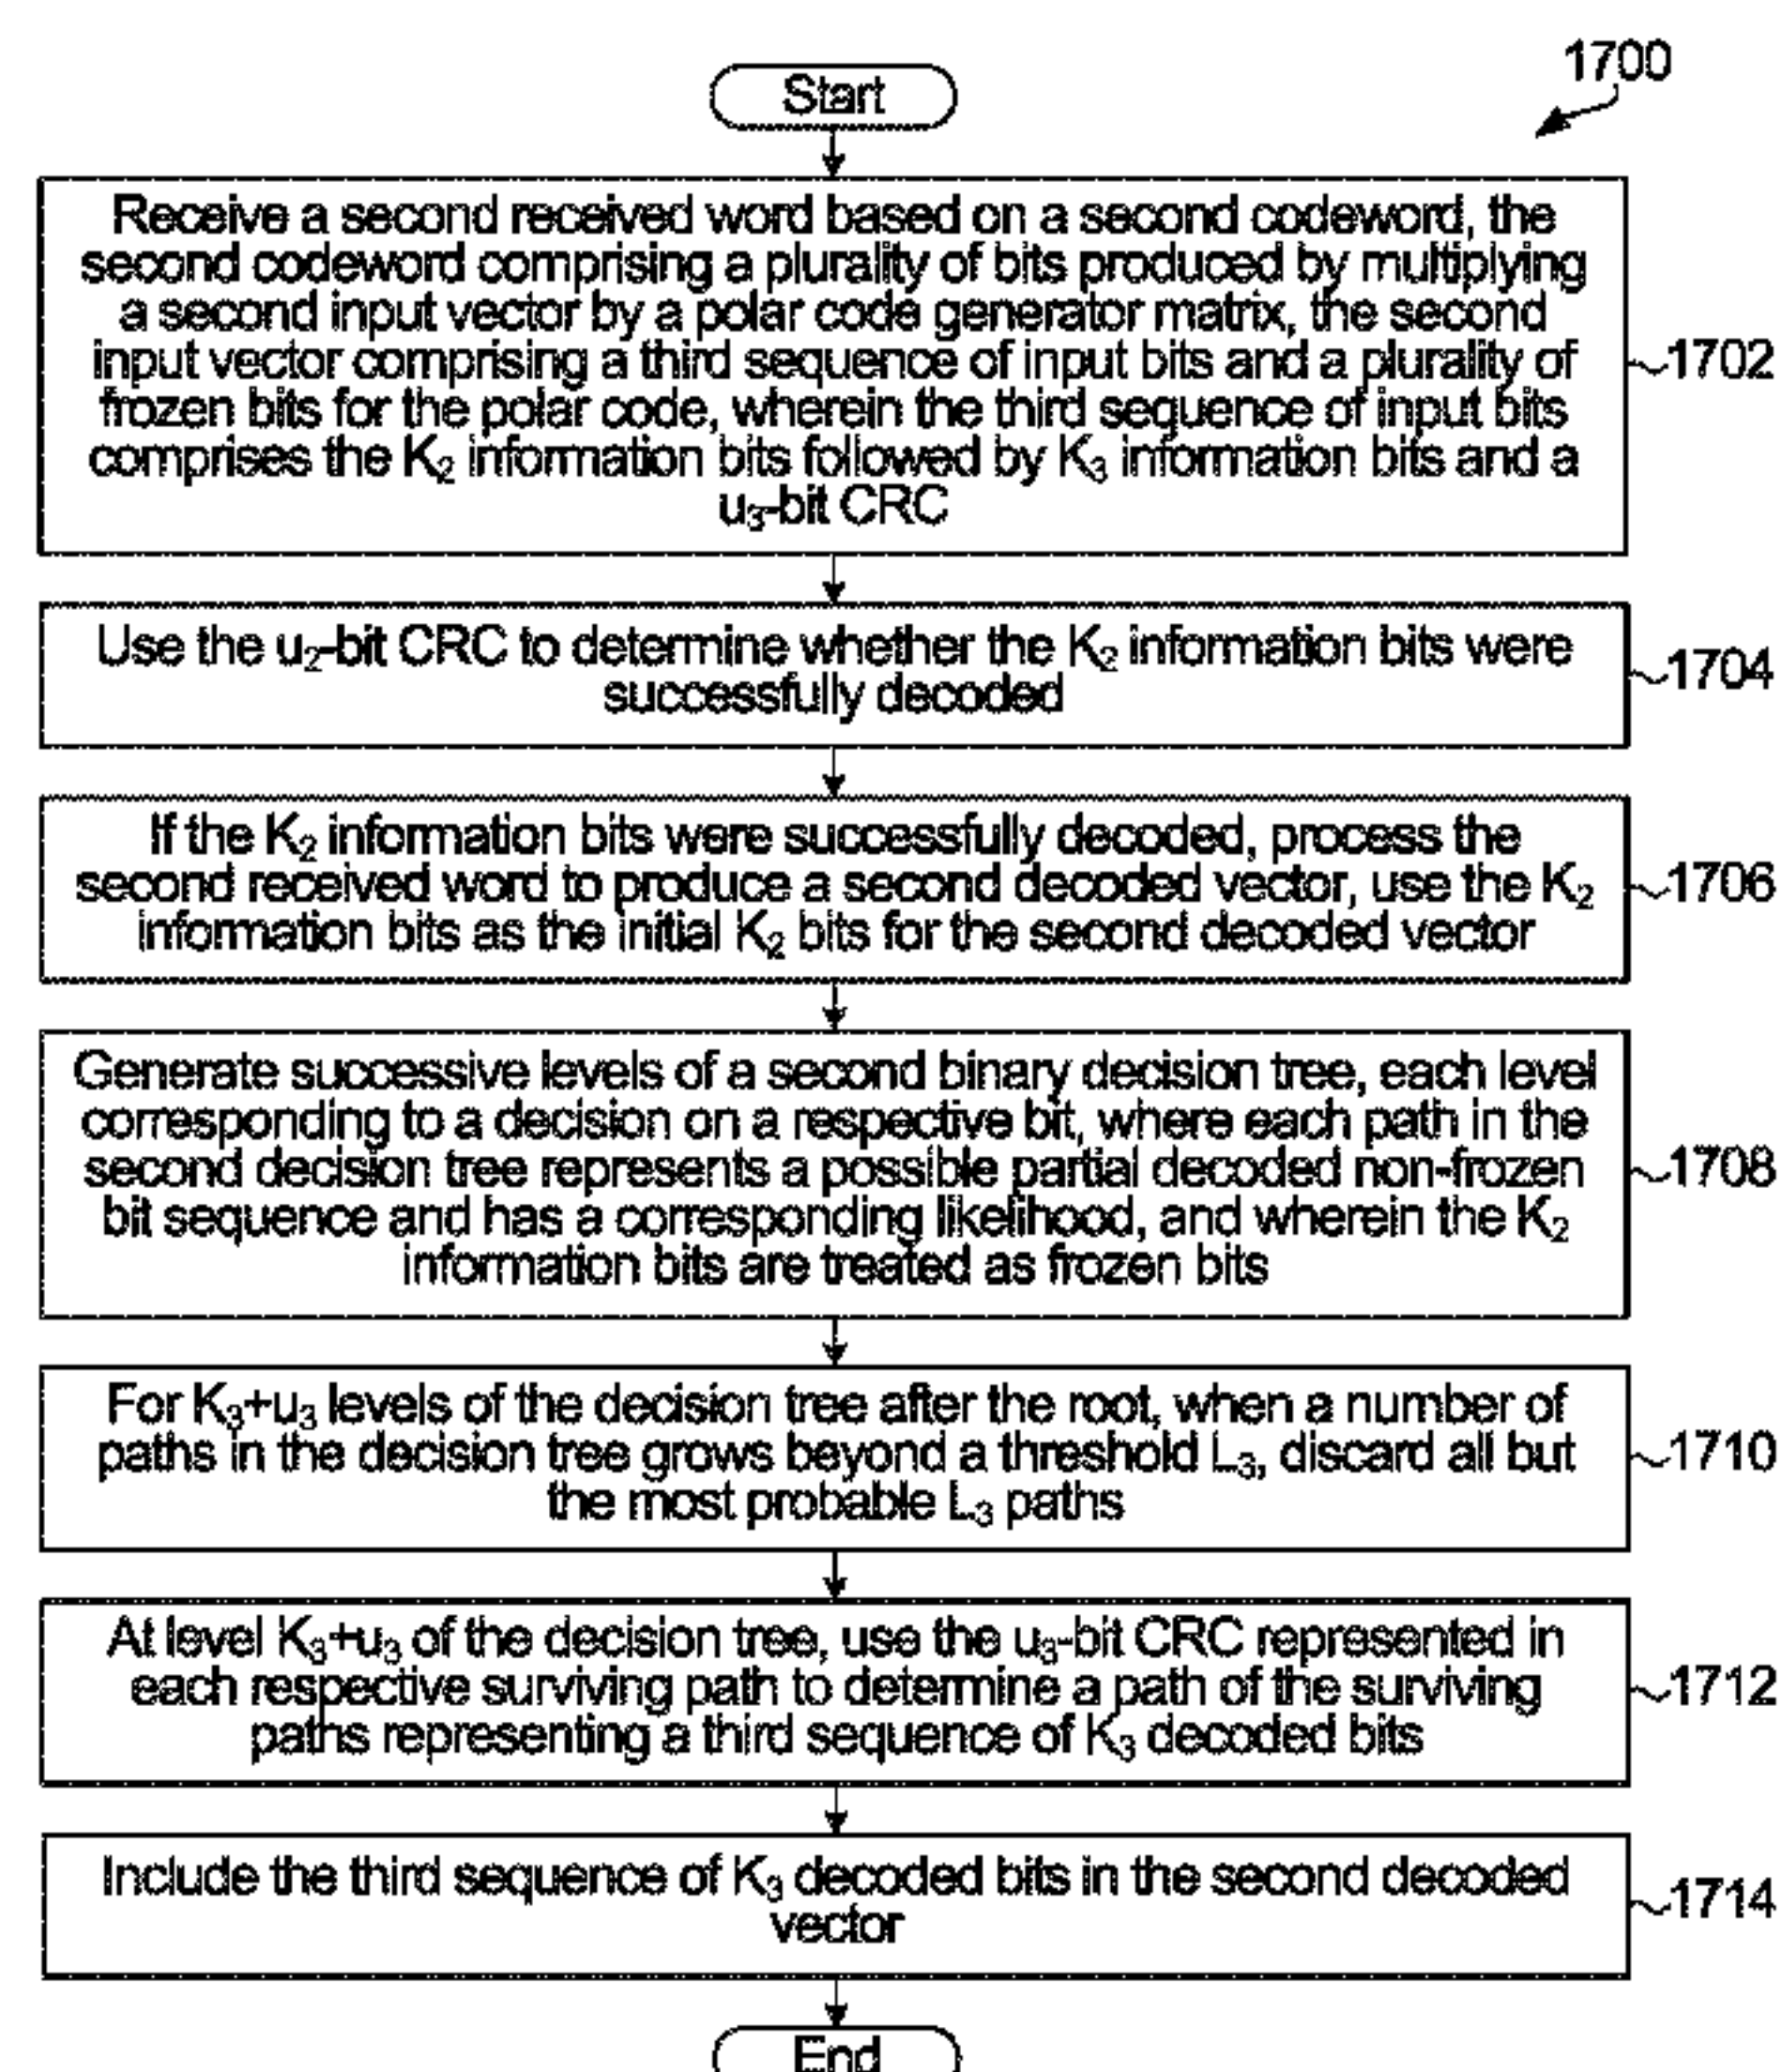 1700
Start
Receive a second received word based on a second codeword, the
second codeword comprising a plurality of bits produced by multiplying
a second input vector by a polar code generator matrix, the second
input vector comprising a third sequence of input bits and a plurality of
frozen bits for the polar code, wherein the third sequence of input bits
comprises the K₂ information bits followed by K₃ information bits and a
u₃-bit CRC
1702
Use the u₂-bit CRC to determine whether the K₂ information bits were
successfully decoded
1704
If the K₂ information bits were successfully decoded, process the
second received word to produce a second decoded vector, use the K₂
information bits as the initial K₂ bits for the second decoded vector
1706
Generate successive levels of a second binary decision tree, each level
corresponding to a decision on a respective bit, where each path in the
second decision tree represents a possible partial decoded non-frozen
bit sequence and has a corresponding likelihood, and wherein the K₂
information bits are treated as frozen bits
1708
For K₃+u₃ levels of the decision tree after the root, when a number of
paths in the decision tree grows beyond a threshold L₃, discard all but
the most probable L₃ paths
1710
At level K₃+u₃ of the decision tree, use the u₃-bit CRC represented in
each respective surviving path to determine a path of the surviving
paths representing a third sequence of K₃ decoded bits
1712
Include the third sequence of K₃ decoded bits in the second decoded
vector
1714
End